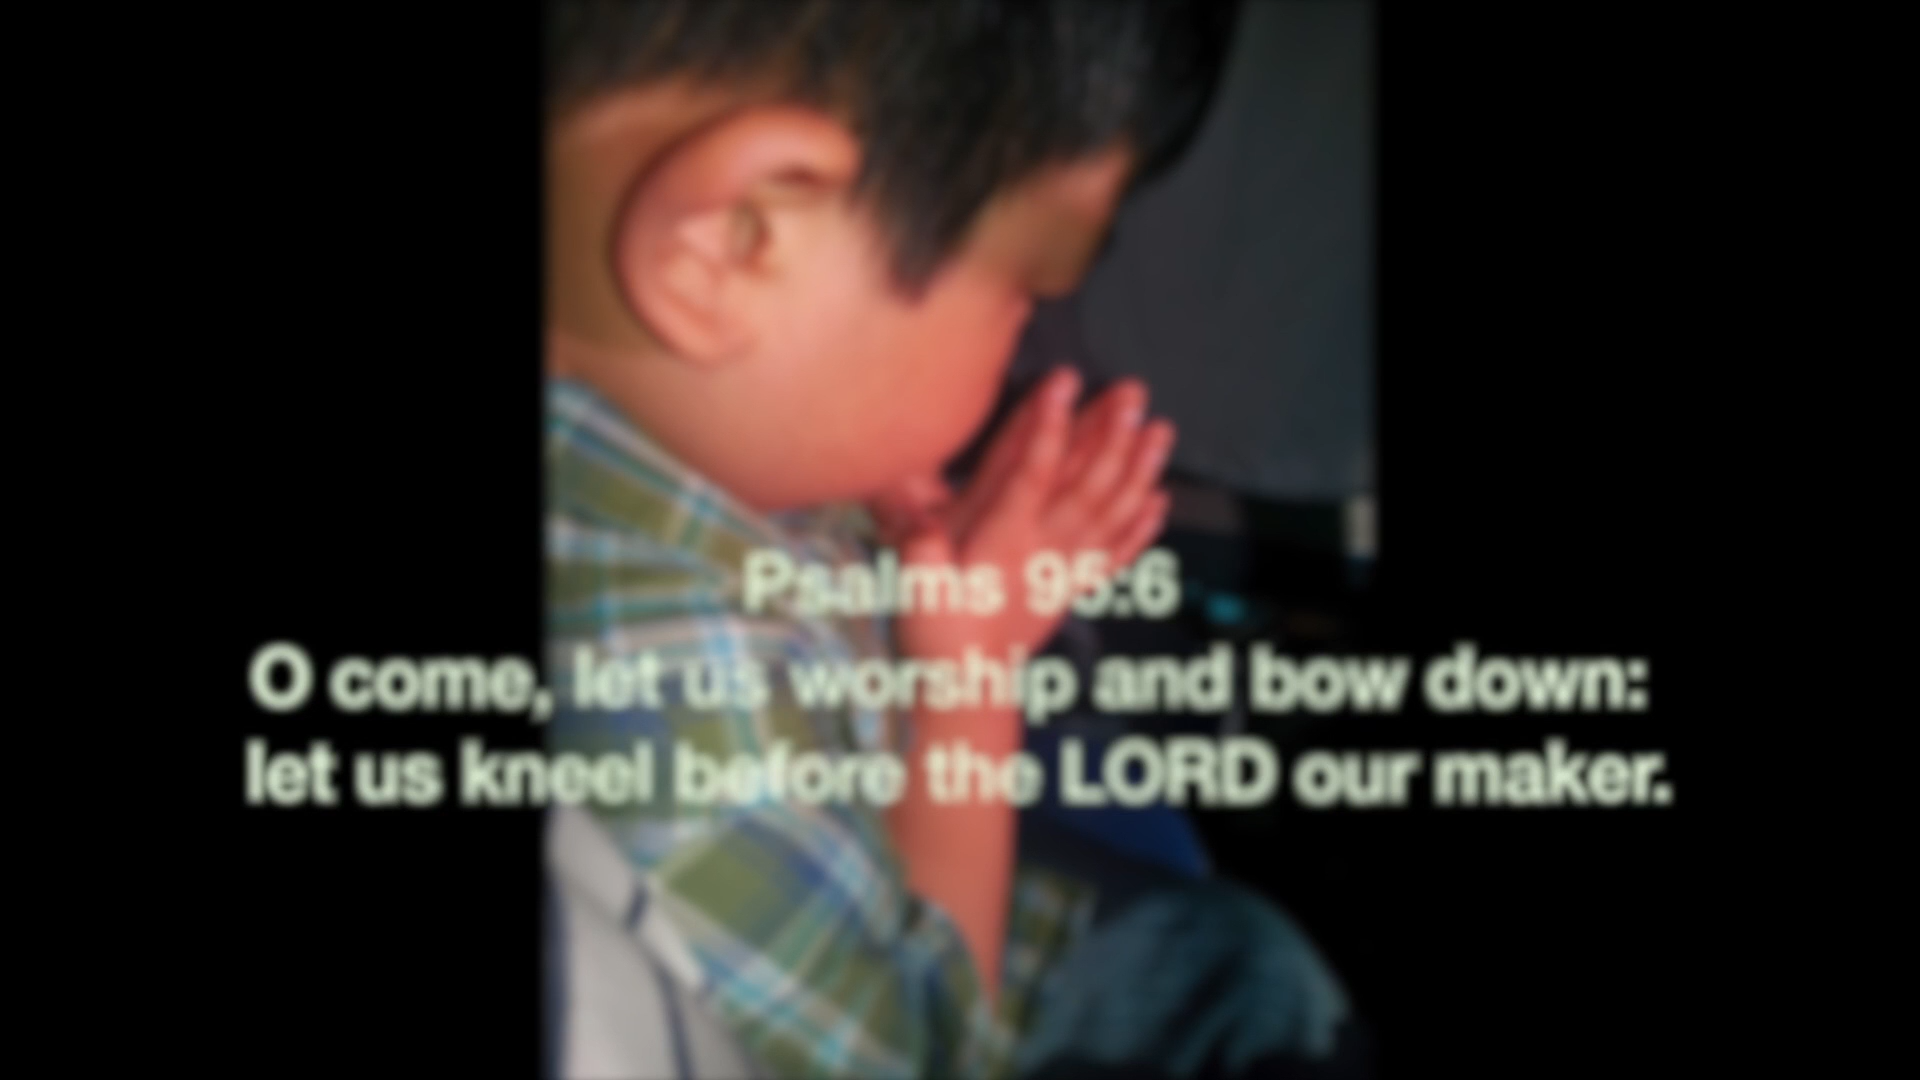 Psalms 95:6
O come, let us worship and bow down:
let us kneel before the LORD our maker.